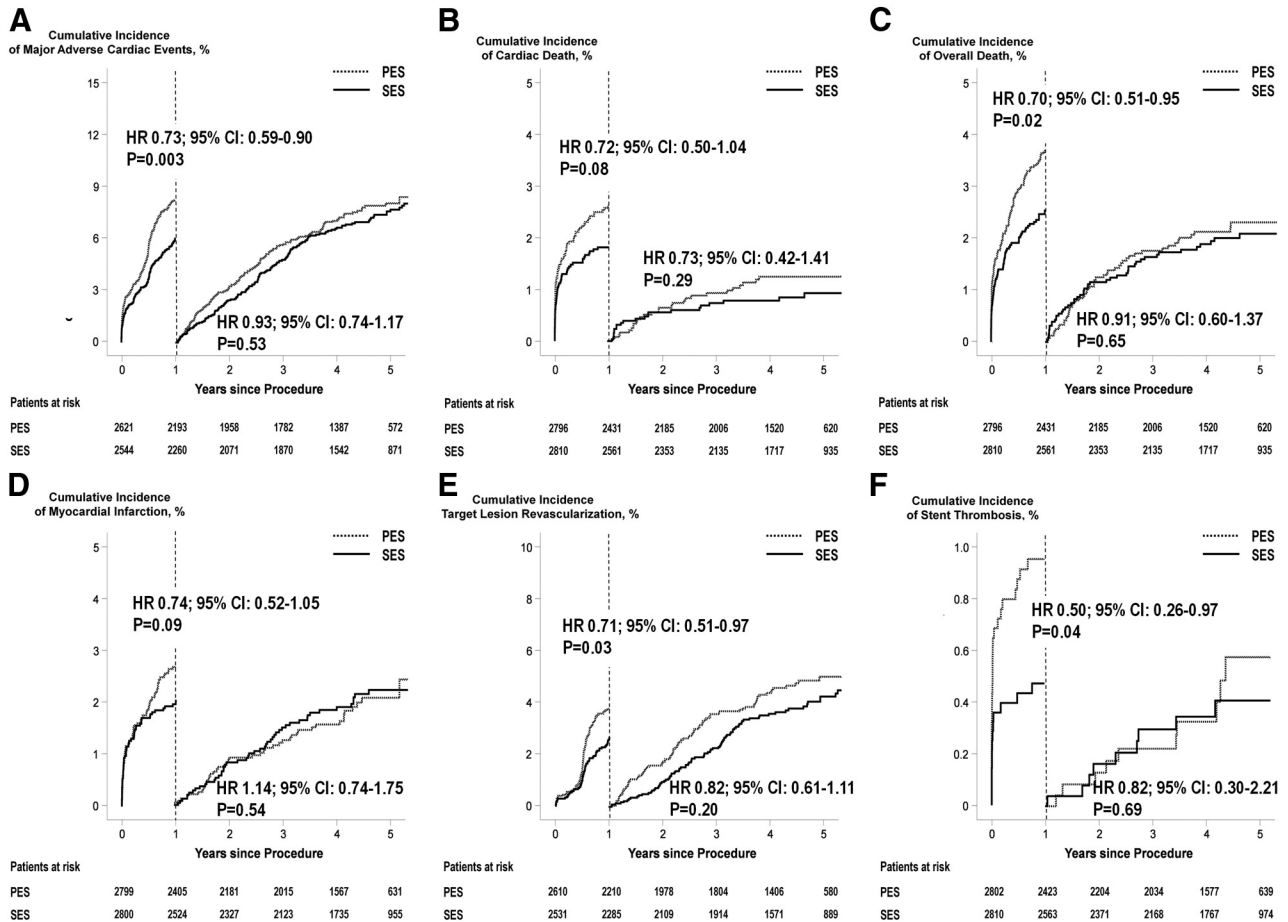 A
Cumulative Incidence
of Major Adverse Cardiac Events, %
PES
SES
15
12
9
6
3
0
HR 0.73; 95% CI: 0.59-0.90
P=0.003
HR 0.93; 95% CI: 0.74-1.17
P=0.53
0 1 2 3 4 5
Years since Procedure
Patients at risk
PES 2621 2193 1958 1782 1387 572
SES 2544 2260 2071 1870 1542 871
B
Cumulative Incidence
of Cardiac Death, %
PES
SES
5
4
3
2
1
0
HR 0.72; 95% CI: 0.50-1.04
P=0.08
HR 0.73; 95% CI: 0.42-1.41
P=0.29
0 1 2 3 4 5
Years since Procedure
Patients at risk
PES 2796 2431 2185 2006 1520 620
SES 2810 2561 2353 2135 1717 935
C
Cumulative Incidence
of Overall Death, %
PES
SES
5
4
3
2
1
0
HR 0.70; 95% CI: 0.51-0.95
P=0.02
HR 0.91; 95% CI: 0.60-1.37
P=0.65
0 1 2 3 4 5
Years since Procedure
Patients at risk
PES 2796 2431 2185 2006 1520 620
SES 2810 2561 2353 2135 1717 935
D
Cumulative Incidence
of Myocardial Infarction, %
PES
SES
5
4
3
2
1
0
HR 0.74; 95% CI: 0.52-1.05
P=0.09
HR 1.14; 95% CI: 0.74-1.75
P=0.54
0 1 2 3 4 5
Years since Procedure
Patients at risk
PES 2799 2405 2181 2015 1567 631
SES 2800 2524 2327 2123 1735 955
E
Cumulative Incidence
Target Lesion Revascularization, %
PES
SES
10
8
6
4
2
0
HR 0.71; 95% CI: 0.51-0.97
P=0.03
HR 0.82; 95% CI: 0.61-1.11
P=0.20
0 1 2 3 4 5
Years since Procedure
Patients at risk
PES 2610 2210 1978 1804 1406 580
SES 2531 2285 2109 1914 1571 889
F
Cumulative Incidence
of Stent Thrombosis, %
PES
SES
1.0
0.8
0.6
0.4
0.2
0
HR 0.50; 95% CI: 0.26-0.97
P=0.04
HR 0.82; 95% CI: 0.30-2.21
P=0.69
0 1 2 3 4 5
Years since Procedure
Patients at risk
PES 2802 2423 2204 2034 1577 639
SES 2810 2563 2371 2168 1767 974